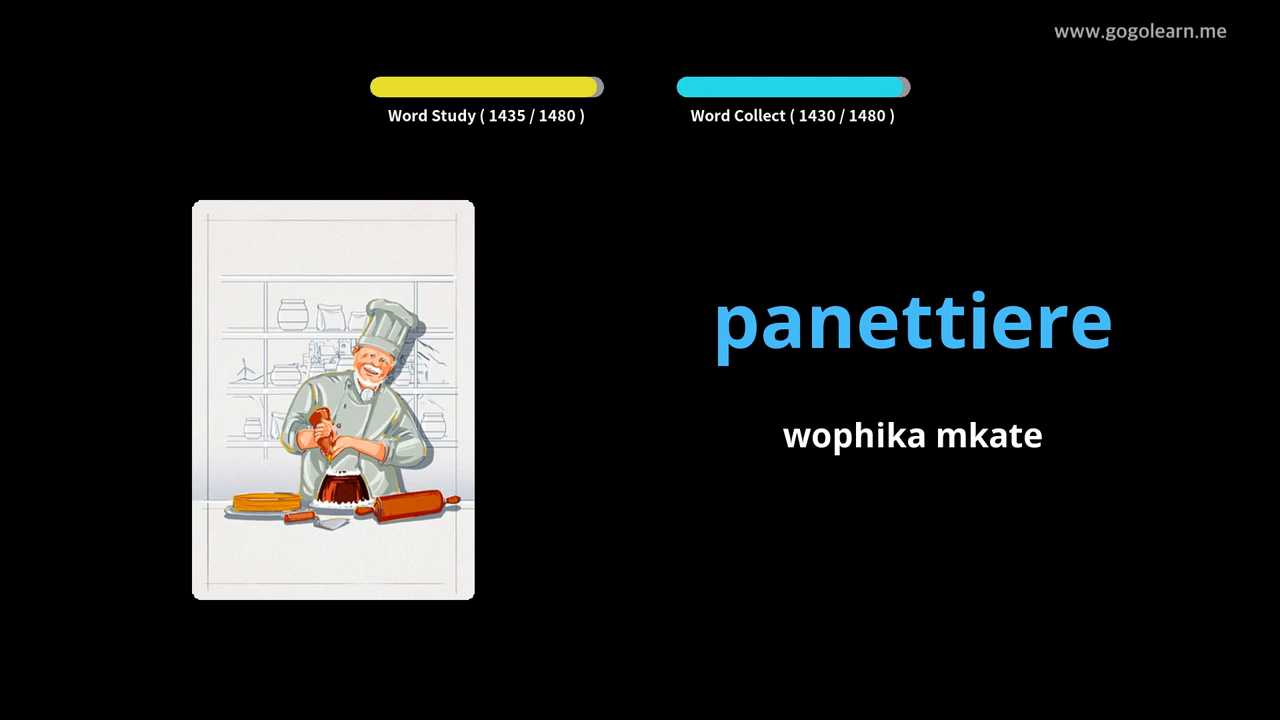 www.gogolearn.me
Word Study ( 1435 / 1480 )
Word Collect ( 1430 / 1480 )
panettiere
wophika mkate